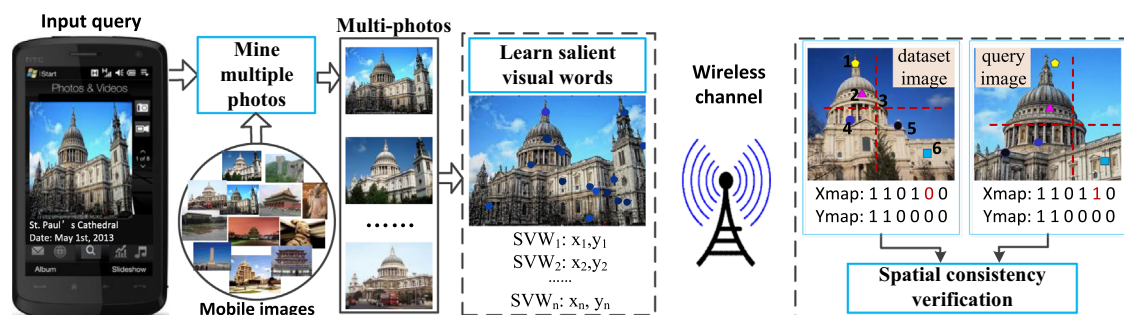 Input query
hTC
Start
Photos & Videos
1 of 8
St. Paul’s Cathedral
Date: May 1st, 2013
Album
Slideshow
Mine
multiple
photos
Mobile images
Multi-photos
......
Learn salient
visual words
SVW1: x1,y1
SVW2: x2,y2
......
SVWn: xn, yn
Wireless
channel
dataset
image
1
2
3
4
5
6
Xmap: 1 1 0 1 0 0
Ymap: 1 1 0 0 0 0
query
image
Xmap: 1 1 0 1 1 0
Ymap: 1 1 0 0 0 0
Spatial consistency
verification